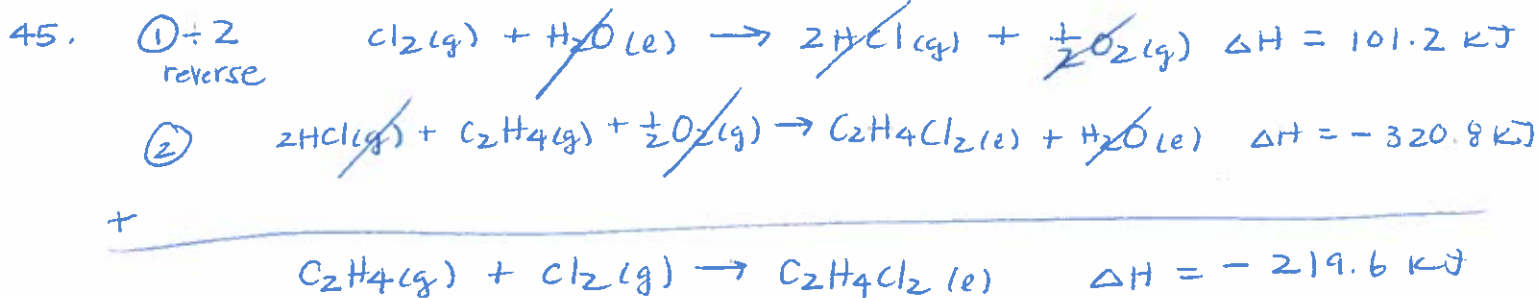 45. ①÷2 Cl2(g) + H2O(l) → 2HCl(g) + 1/2O2(g) ΔH = 101.2 kJ
reverse
② 2HCl(g) + C2H4(g) + 1/2O2(g) → C2H4Cl2(l) + H2O(l) ΔH = - 320.8 kJ
+
C2H4(g) + Cl2(g) → C2H4Cl2(l) ΔH = - 219.6 kJ